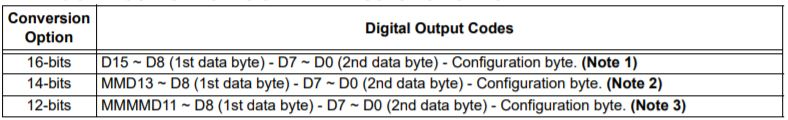 Conversion Option Digital Output Codes
16-bits D15 ~ D8 (1st data byte) - D7 ~ D0 (2nd data byte) - Configuration byte. (Note 1)
14-bits MMD13 ~ D8 (1st data byte) - D7 ~ D0 (2nd data byte) - Configuration byte. (Note 2)
12-bits MMMMD11 ~ D8 (1st data byte) - D7 ~ D0 (2nd data byte) - Configuration byte. (Note 3)